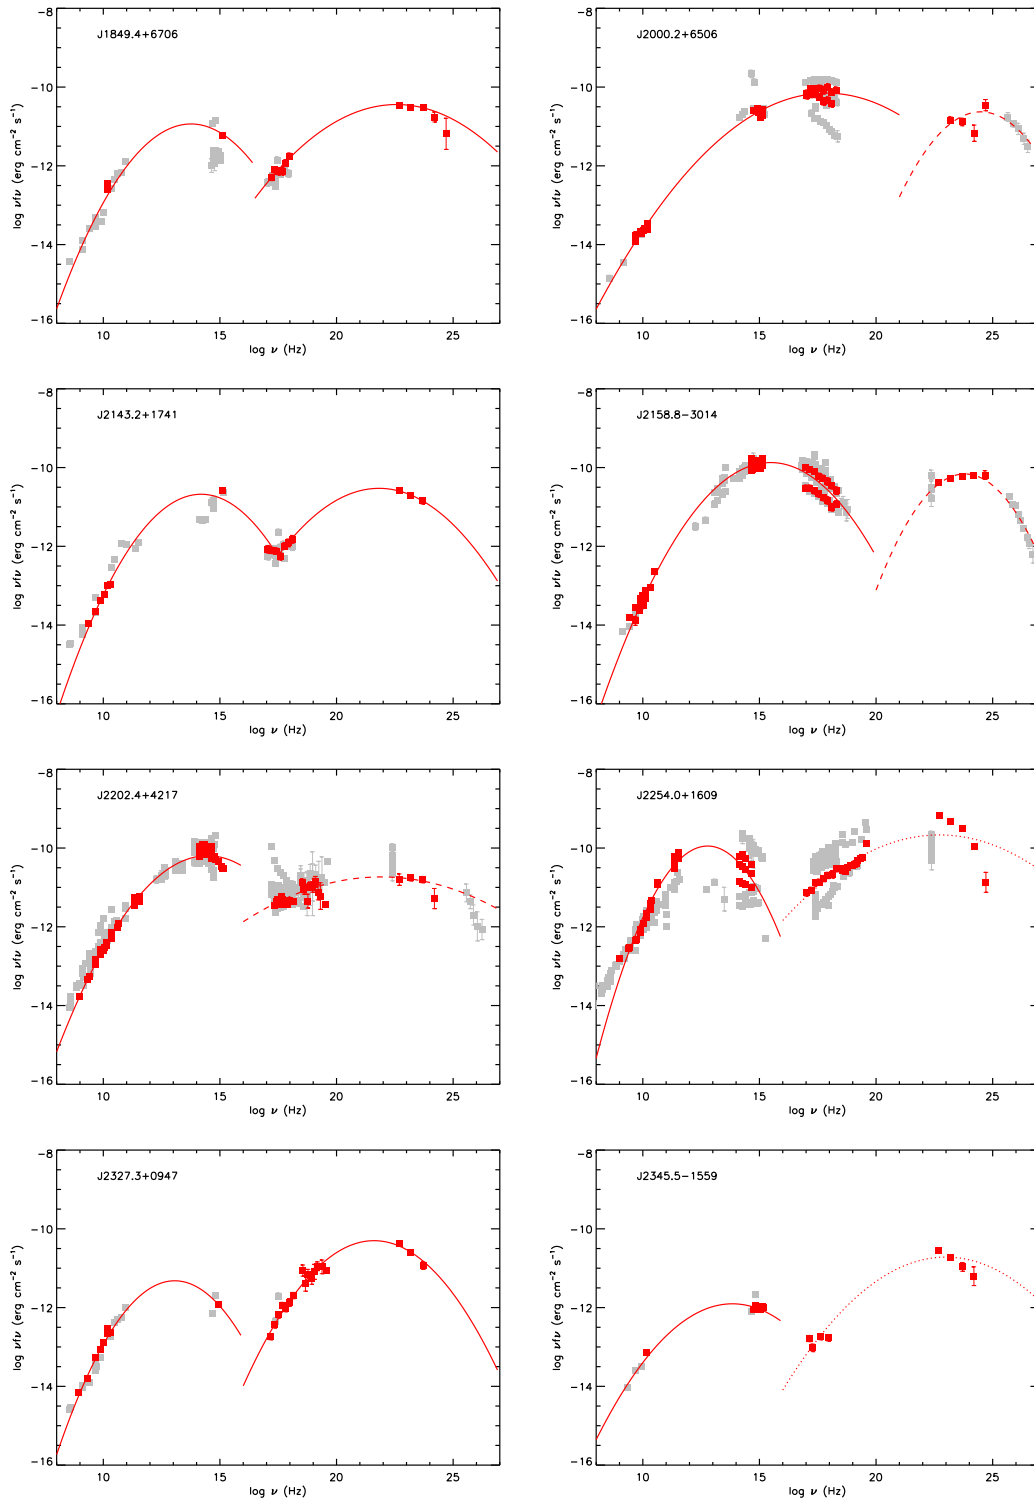 J1849.4+6706
−8
−10
−12
−14
−16
log νfν (erg cm⁻² s⁻¹)
10 15 20 25
log ν (Hz)
J2000.2+6506
−8
−10
−12
−14
−16
log νfν (erg cm⁻² s⁻¹)
10 15 20 25
log ν (Hz)
J2143.2+1741
−8
−10
−12
−14
−16
log νfν (erg cm⁻² s⁻¹)
10 15 20 25
log ν (Hz)
J2158.8−3014
−8
−10
−12
−14
−16
log νfν (erg cm⁻² s⁻¹)
10 15 20 25
log ν (Hz)
J2202.4+4217
−8
−10
−12
−14
−16
log νfν (erg cm⁻² s⁻¹)
10 15 20 25
log ν (Hz)
J2254.0+1609
−8
−10
−12
−14
−16
log νfν (erg cm⁻² s⁻¹)
10 15 20 25
log ν (Hz)
J2327.3+0947
−8
−10
−12
−14
−16
log νfν (erg cm⁻² s⁻¹)
10 15 20 25
log ν (Hz)
J2345.5−1559
−8
−10
−12
−14
−16
log νfν (erg cm⁻² s⁻¹)
10 15 20 25
log ν (Hz)